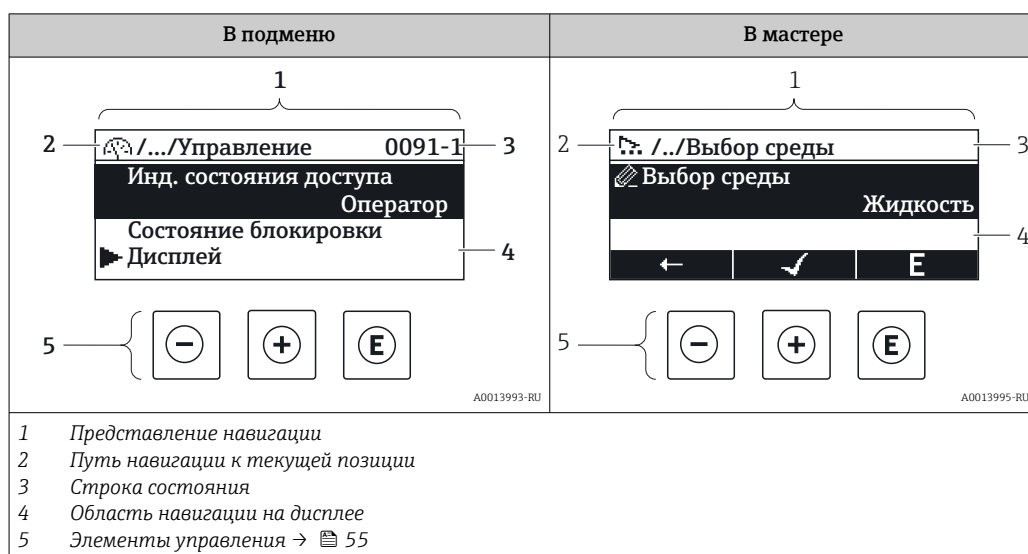 В подменю
1
2
/.../Управление 0091-1
3
Инд. состояния доступа
Оператор
Состояние блокировки
Дисплей
4
5
E
A0013993-RU
В мастере
1
2
/../Выбор среды
3
Выбор среды
Жидкость
4
E
5
E
A0013995-RU
1 Представление навигации
2 Путь навигации к текущей позиции
3 Строка состояния
4 Область навигации на дисплее
5 Элементы управления → 55